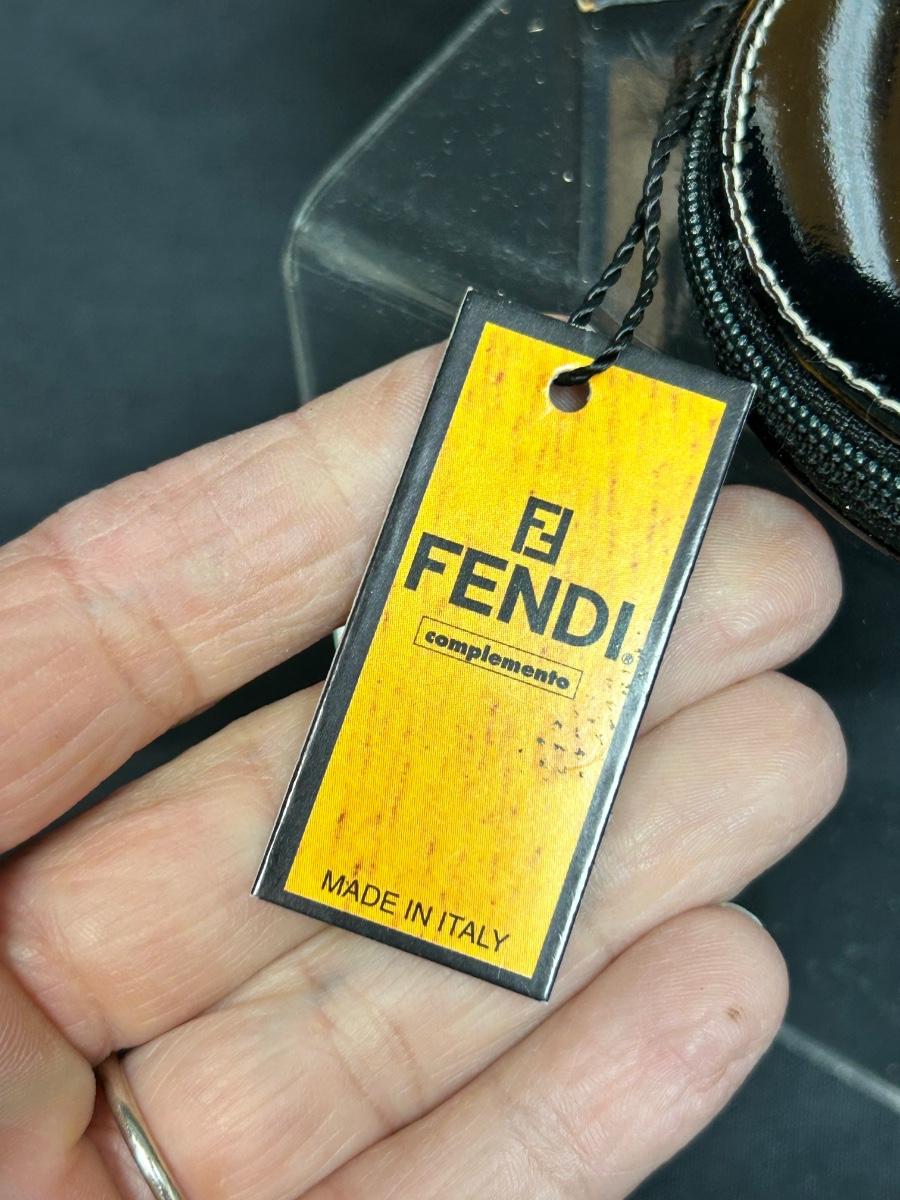 FF
FENDI®
complemento
MADE IN ITALY